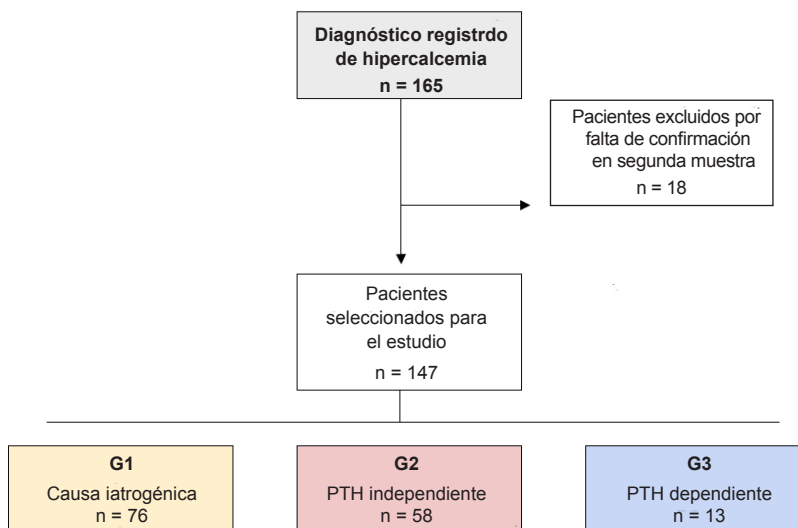 Diagnóstico registrdo
de hipercalcemia
n = 165
Pacientes excluidos por
falta de confirmación
en segunda muestra
n = 18
Pacientes
seleccionados para
el estudio
n = 147
G1
Causa iatrogénica
n = 76
G2
PTH independiente
n = 58
G3
PTH dependiente
n = 13